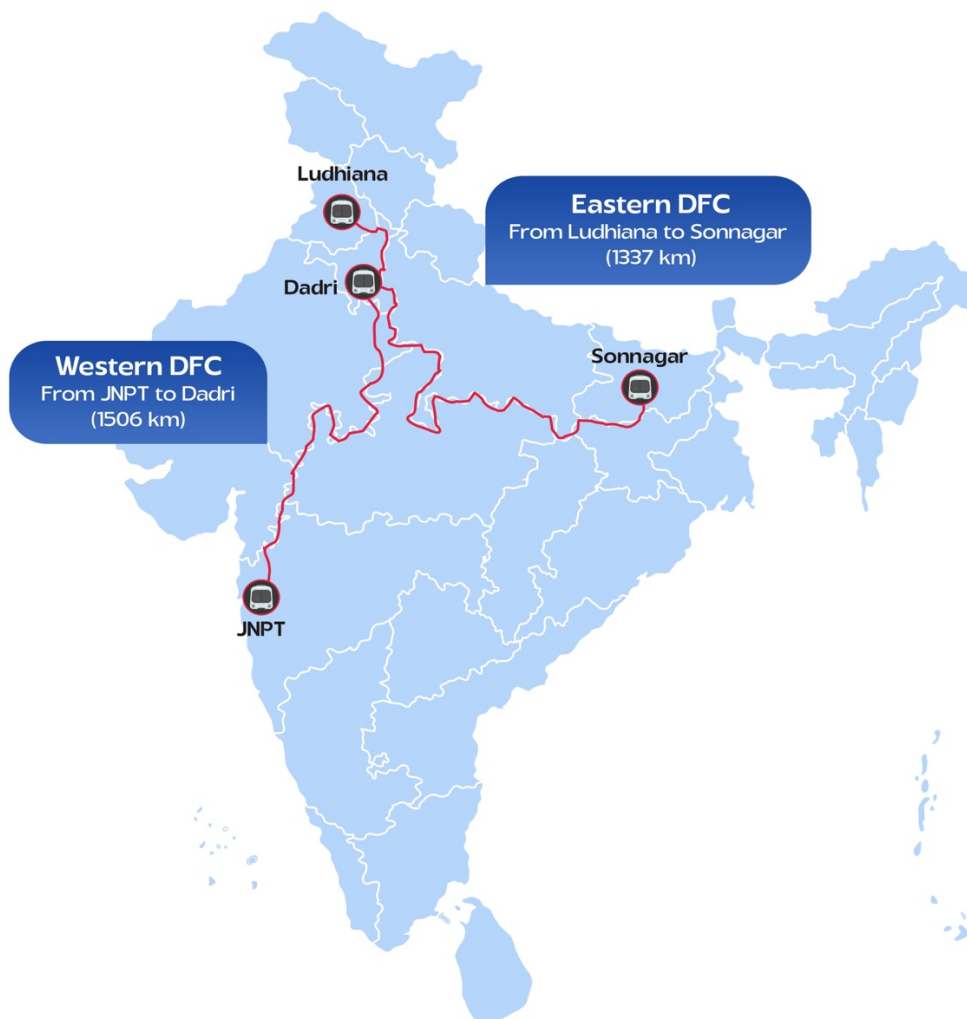 Ludhiana
Eastern DFC
From Ludhiana to Sonnagar
(1337 km)
Dadri
Western DFC
From JNPT to Dadri
(1506 km)
Sonnagar
JNPT